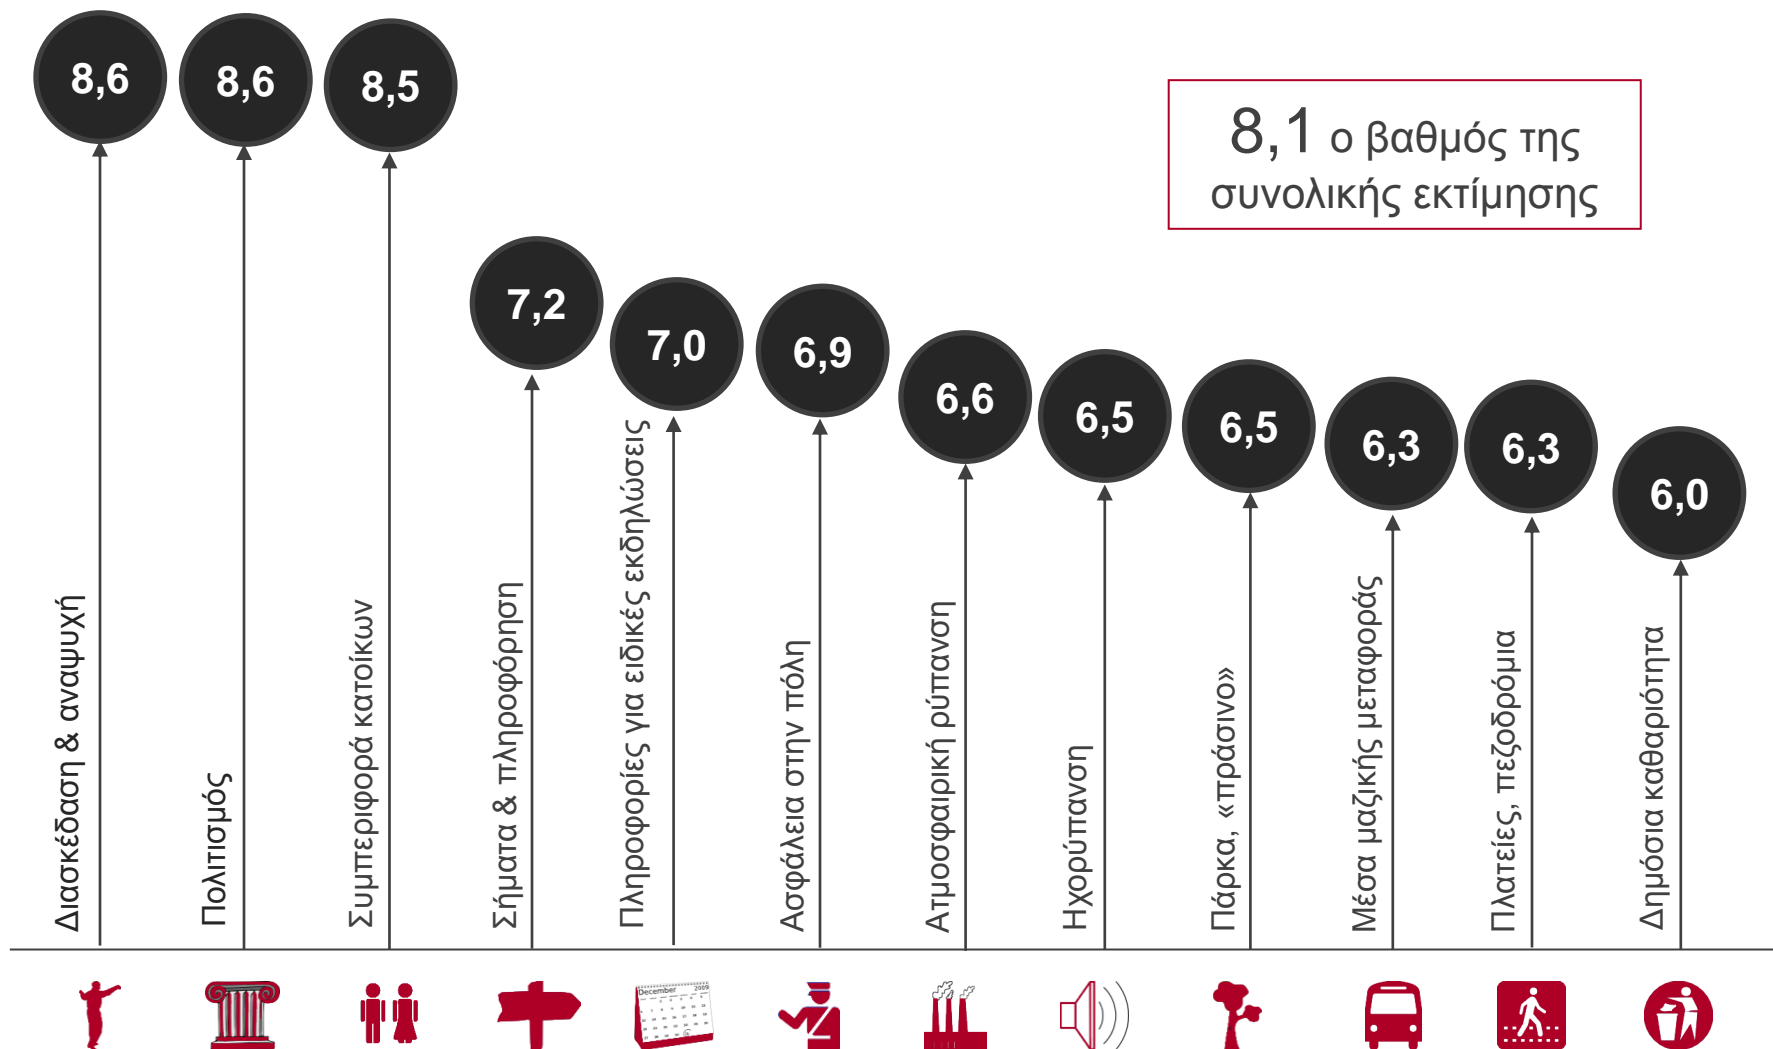 8,6
8,6
8,5
8,1 ο βαθμός της
συνολικής εκτίμησης
7,2
7,0
6,9
6,6
6,5
6,5
6,3
6,3
6,0
Διασκέδαση & αναψυχή
Πολιτισμός
Συμπεριφορά κατοίκων
Σήματα & πληροφόρηση
Πληροφορίες για ειδικές εκδηλώσεις
Ασφάλεια στην πόλη
Ατμοσφαιρική ρύπανση
Ηχορύπανση
Πάρκα, «πράσινο»
Μέσα μαζικής μεταφοράς
Πλατείες, πεζοδρόμια
Δημόσια καθαριότητα
December 2009